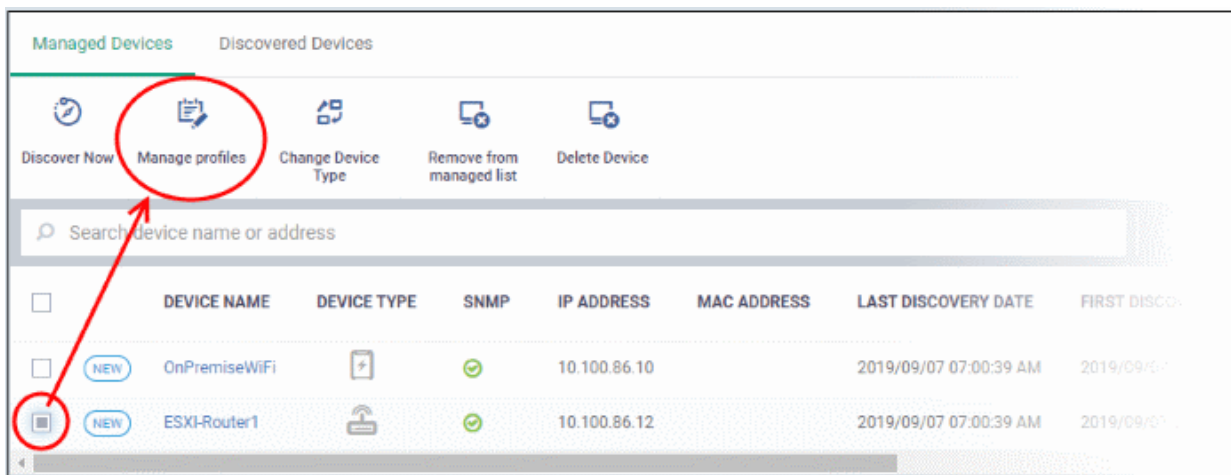 Managed Devices Discovered Devices
Discover Now Manage profiles Change Device Type Remove from managed list Delete Device
Search device name or address
DEVICE NAME DEVICE TYPE SNMP IP ADDRESS MAC ADDRESS LAST DISCOVERY DATE FIRST
NEW OnPremiseWiFi 10.100.86.10 2019/09/07 07:00:39 AM
NEW ESXI-Router1 10.100.86.12 2019/09/07 07:00:39 AM